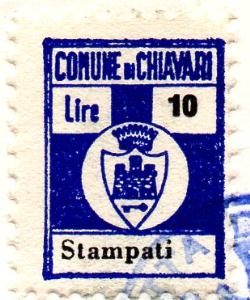 COMUNE DI CHIAVARI
Lire 10
Stampati